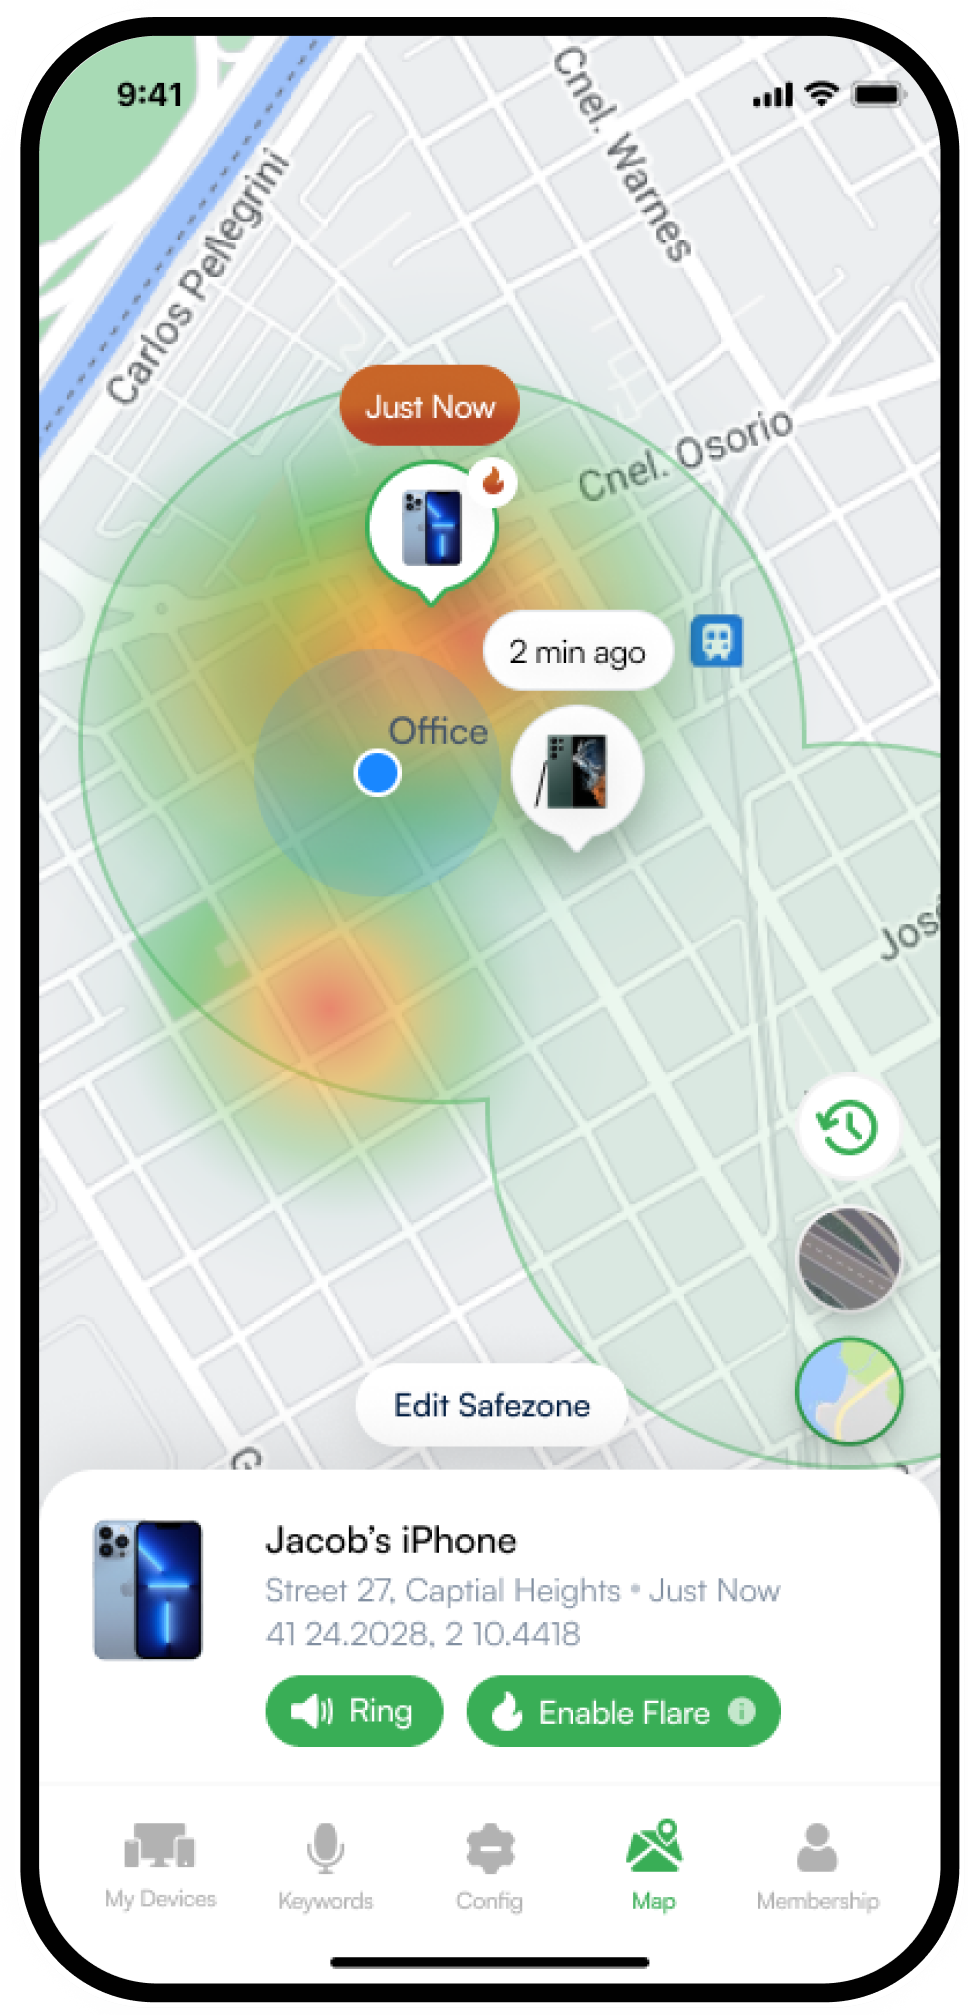 9:41
Cnel. Warnes
Carlos Pellegrini
Just Now
Cnel. Osorio
2 min ago
Office
Edit Safezone
Jacob’s iPhone
Street 27, Captial Heights • Just Now
41 24.2028, 2 10.4418
Ring
Enable Flare
My Devices
Keywords
Config
Map
Membership